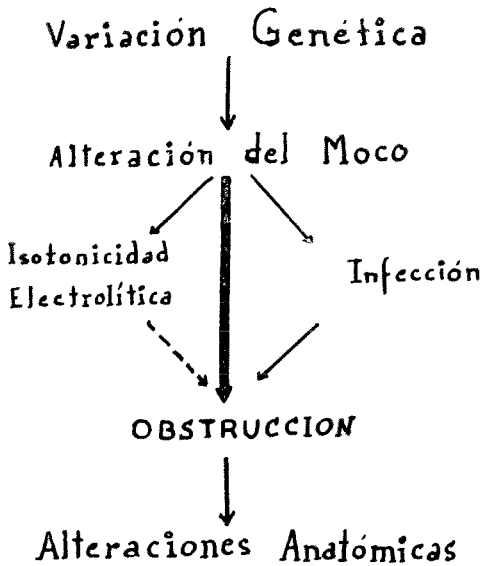 Variación Genética
Alteración del Moco
Isotonicidad
Electrolítica
Infección
OBSTRUCCION
Alteraciones Anatómicas